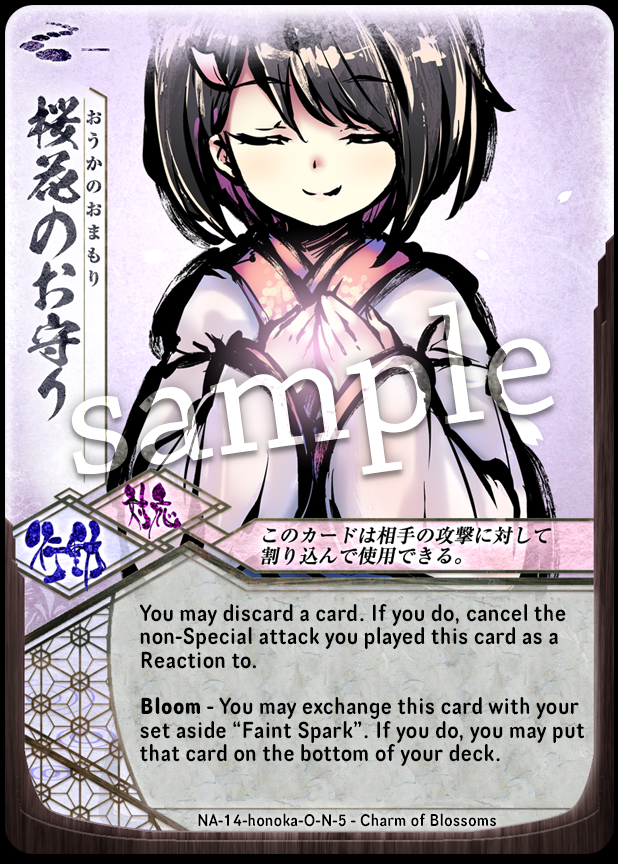 桜花のお守り
おうかのおまもり
sample
対応
行動
このカードは相手の攻撃に対して
割り込んで使用できる。
You may discard a card. If you do, cancel the
non-Special attack you played this card as a
Reaction to.
Bloom - You may exchange this card with your
set aside “Faint Spark”. If you do, you may put
that card on the bottom of your deck.
NA-14-honoka-O-N-5 - Charm of Blossoms